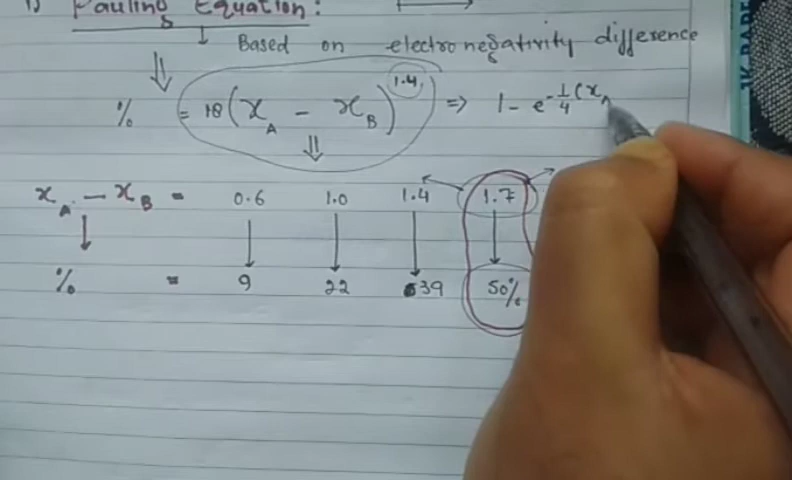 1) Pauling Equation:
Based on electronegativity difference
% = 18(xA - xB)^1.4 => 1 - e^-1/4(x
xA - xB = 0.6 1.0 1.4 1.7
% = 9 22 39 50%